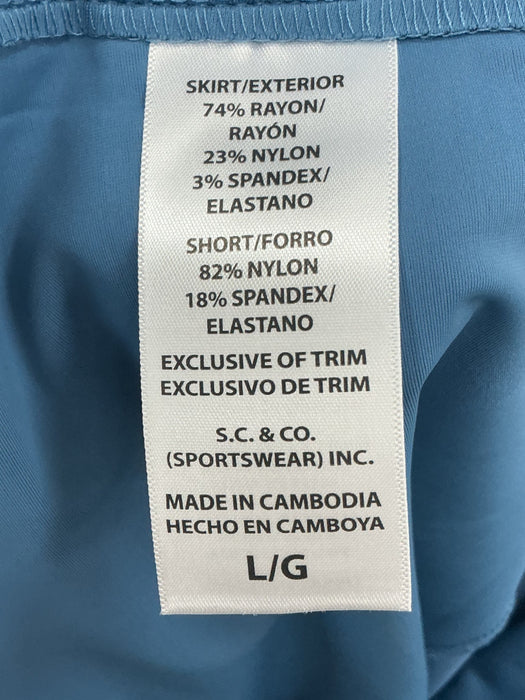 SKIRT/EXTERIOR
74% RAYON/
RAYÓN
23% NYLON
3% SPANDEX/
ELASTANO
SHORT/FORRO
82% NYLON
18% SPANDEX/
ELASTANO
EXCLUSIVE OF TRIM
EXCLUSIVO DE TRIM
S.C. & CO.
(SPORTSWEAR) INC.
MADE IN CAMBODIA
HECHO EN CAMBOYA
L/G